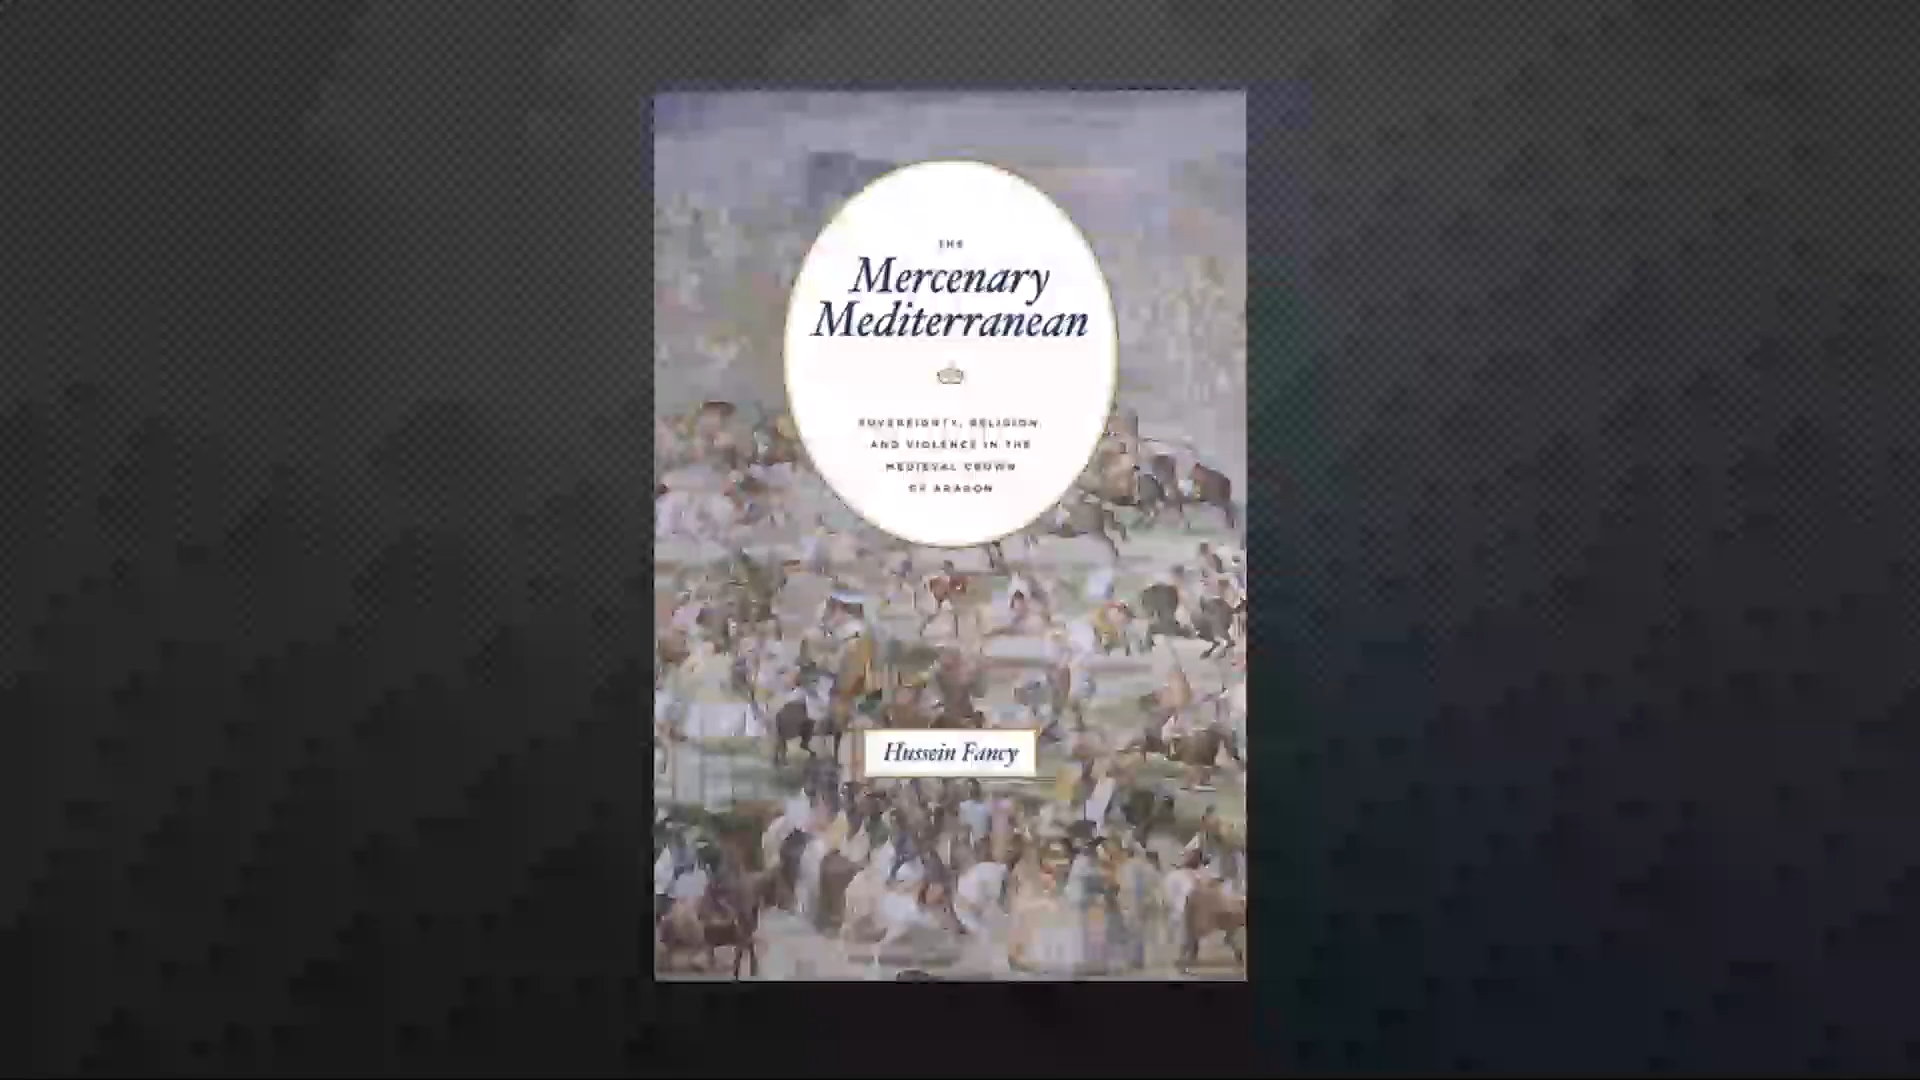 THE
Mercenary
Mediterranean
SOVEREIGNTY, RELIGION,
AND VIOLENCE IN THE
MEDIEVAL CROWN
OF ARAGON
Hussein Fancy